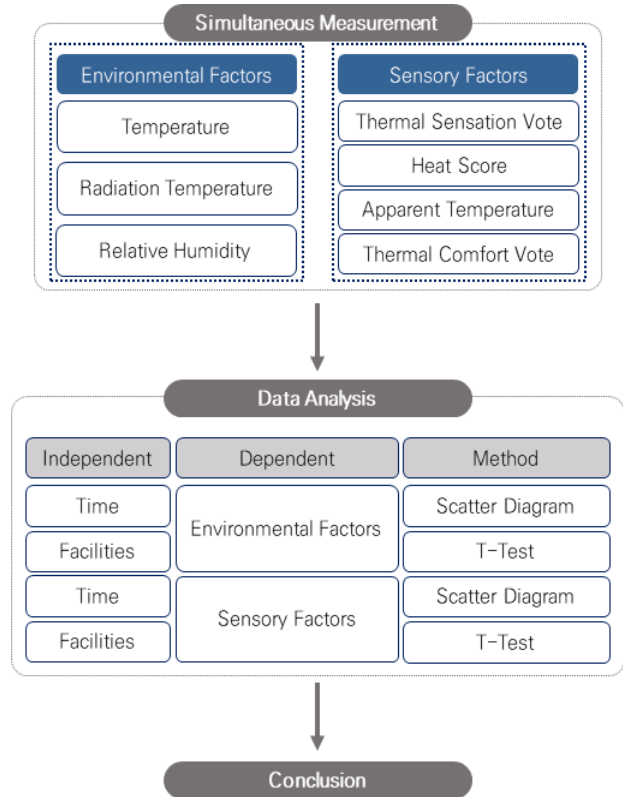 Simultaneous Measurement
Environmental Factors
Temperature
Radiation Temperature
Relative Humidity
Sensory Factors
Thermal Sensation Vote
Heat Score
Apparent Temperature
Thermal Comfort Vote
Data Analysis
Independent
Dependent
Method
Time
Environmental Factors
Scatter Diagram
Facilities
T-Test
Time
Sensory Factors
Scatter Diagram
Facilities
T-Test
Conclusion